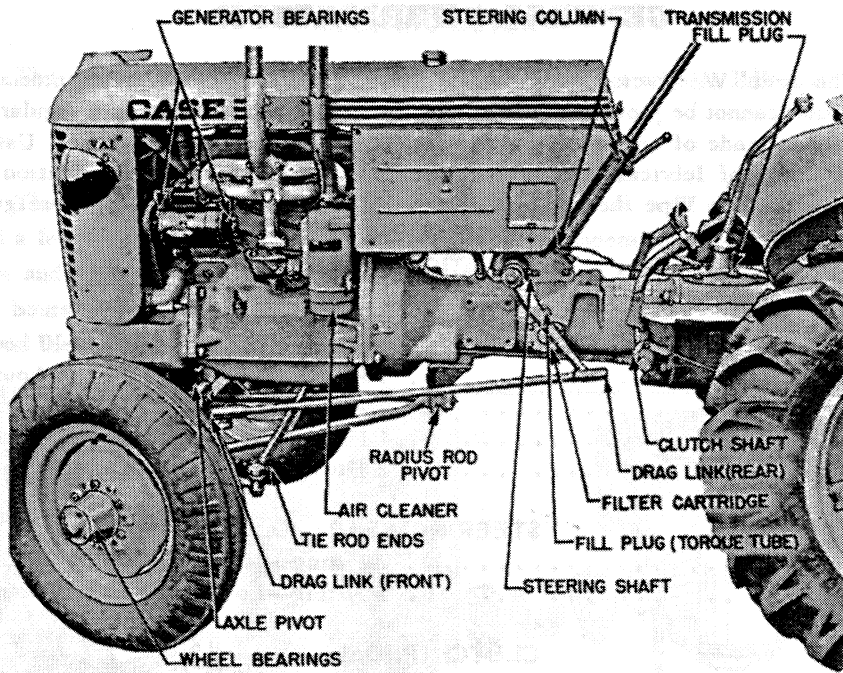 GENERATOR BEARINGS
STEERING COLUMN
TRANSMISSION
FILL PLUG
CASE
CLUTCH SHAFT
RADIUS ROD
PIVOT
DRAG LINK(REAR)
FILTER CARTRIDGE
AIR CLEANER
TIE ROD ENDS
FILL PLUG (TORQUE TUBE)
DRAG LINK (FRONT)
STEERING SHAFT
AXLE PIVOT
WHEEL BEARINGS